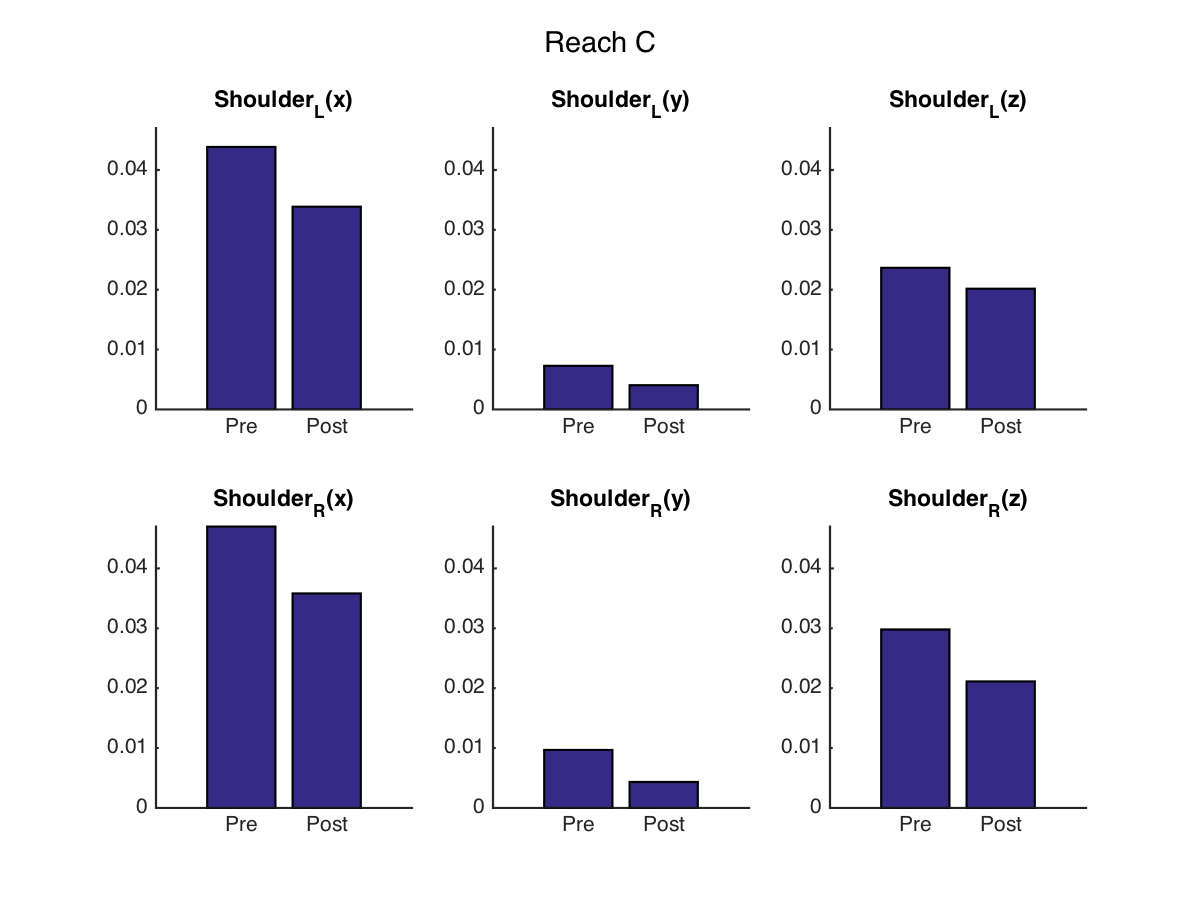 Reach C
Shoulder_L(x)
0.04
0.03
0.02
0.01
0
Pre Post
Shoulder_L(y)
0.04
0.03
0.02
0.01
0
Pre Post
Shoulder_L(z)
0.04
0.03
0.02
0.01
0
Pre Post
Shoulder_R(x)
0.04
0.03
0.02
0.01
0
Pre Post
Shoulder_R(y)
0.04
0.03
0.02
0.01
0
Pre Post
Shoulder_R(z)
0.04
0.03
0.02
0.01
0
Pre Post